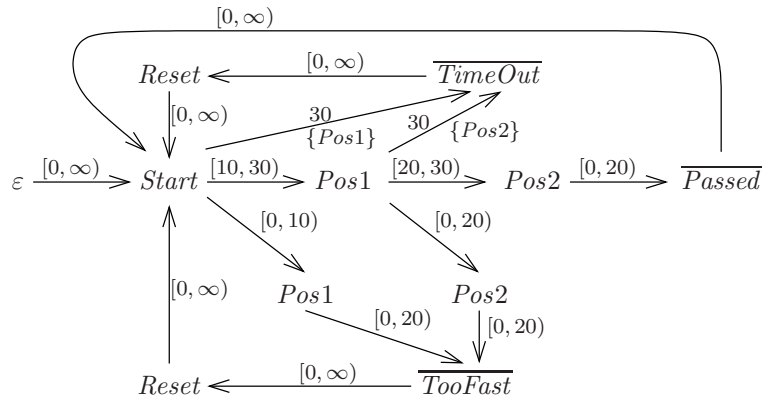 [0, ∞)
Reset [0, ∞) TimeOut
[0, ∞) 30 30
{Pos1} {Pos2}
ε [0, ∞) Start [10, 30) Pos1 [20, 30) Pos2 [0, 20) Passed
[0, 10) [0, 20)
[0, ∞) Pos1 Pos2
[0, 20) [0, 20)
Reset [0, ∞) TooFast